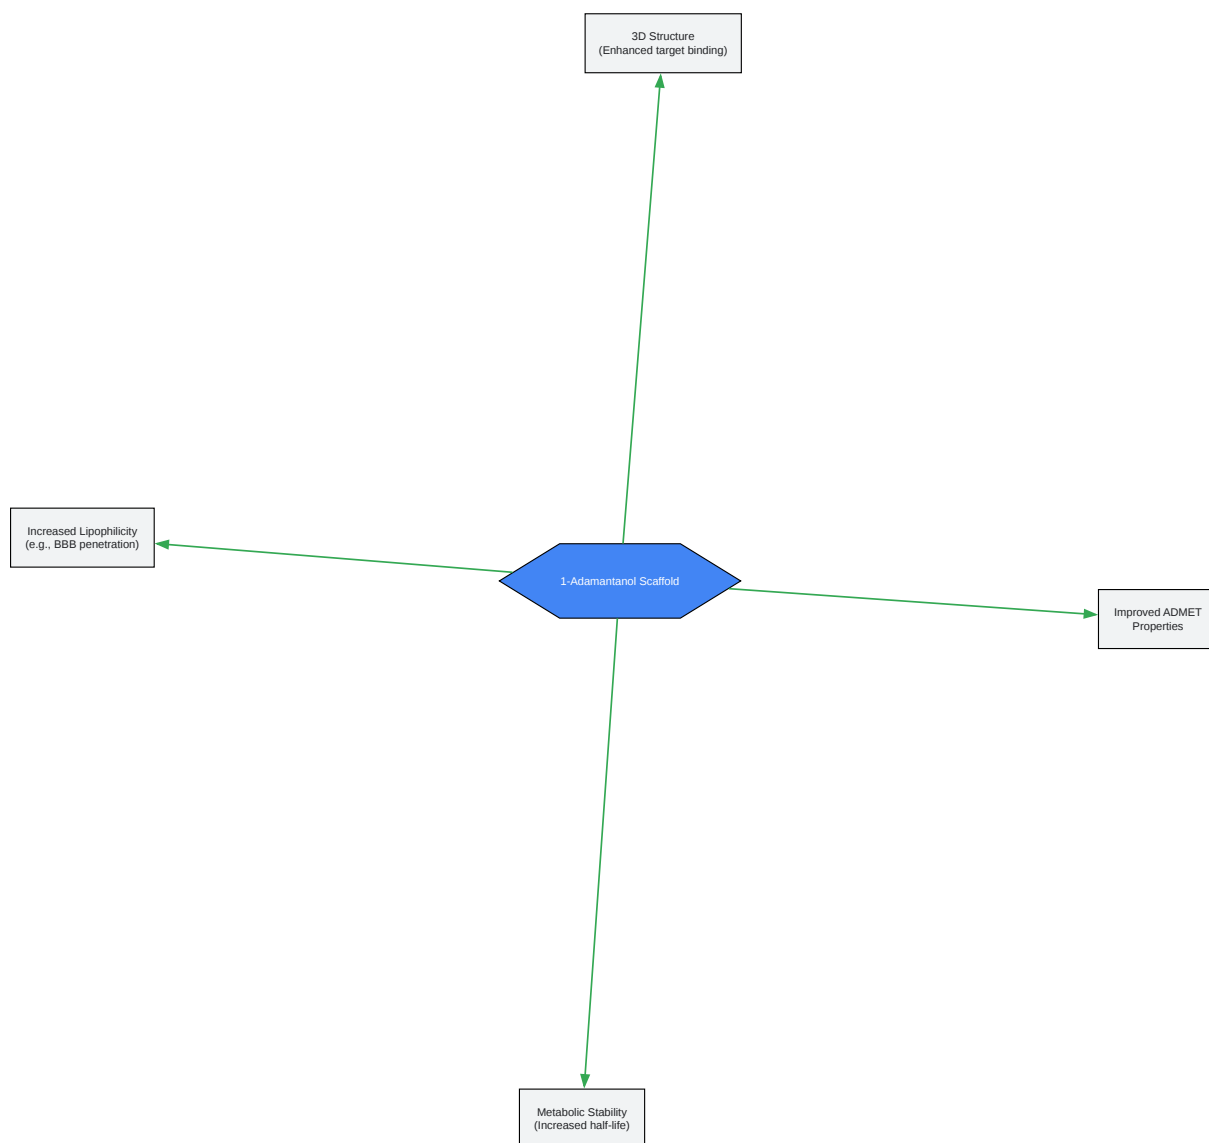 3D Structure
(Enhanced target binding)
Increased Lipophilicity
(e.g., BBB penetration)
1-Adamantanol Scaffold
Improved ADMET
Properties
Metabolic Stability
(Increased half-life)